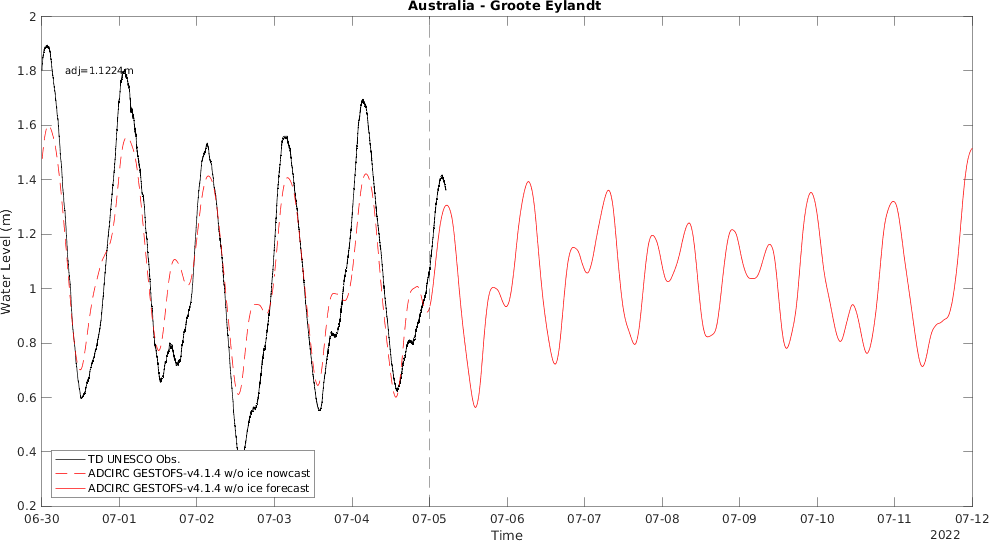 Australia - Groote Eylandt
2
1.8
1.6
1.4
1.2
1
0.8
0.6
0.4
0.2
Water Level (m)
adj=1.1224m
TD UNESCO Obs.
ADCIRC GESTOFS-v4.1.4 w/o ice nowcast
ADCIRC GESTOFS-v4.1.4 w/o ice forecast
06-30 07-01 07-02 07-03 07-04 07-05 07-06 07-07 07-08 07-09 07-10 07-11 07-12
Time
2022